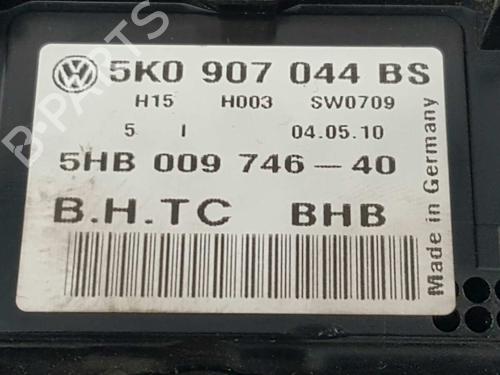 5K0 907 044 BS
H15 H003 SW0709
5 I 04.05.10
5HB 009 746-40
B.H.TC BHB
Made in Germany
B-PARTS